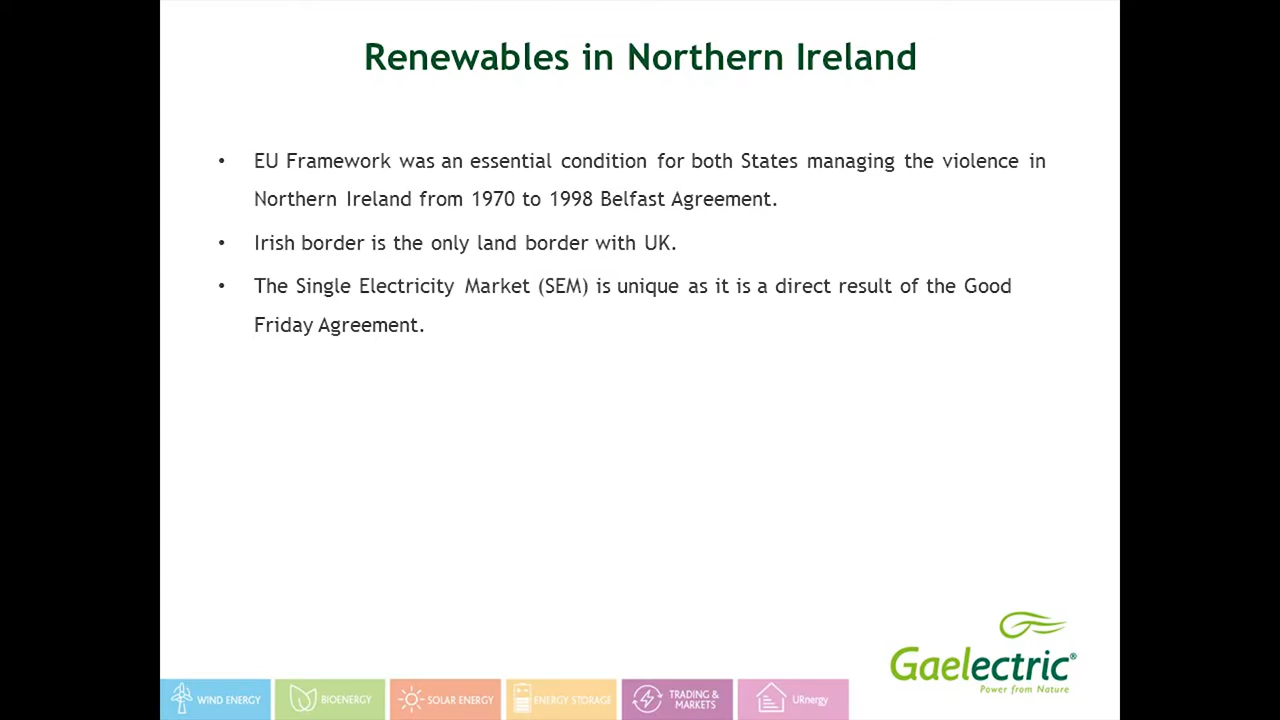 Renewables in Northern Ireland
• EU Framework was an essential condition for both States managing the violence in
Northern Ireland from 1970 to 1998 Belfast Agreement.
• Irish border is the only land border with UK.
• The Single Electricity Market (SEM) is unique as it is a direct result of the Good
Friday Agreement.
Gaelectric®
Power from Nature
WIND ENERGY
BIOENERGY
SOLAR ENERGY
ENERGY STORAGE
TRADING &
MARKETS
URnergy